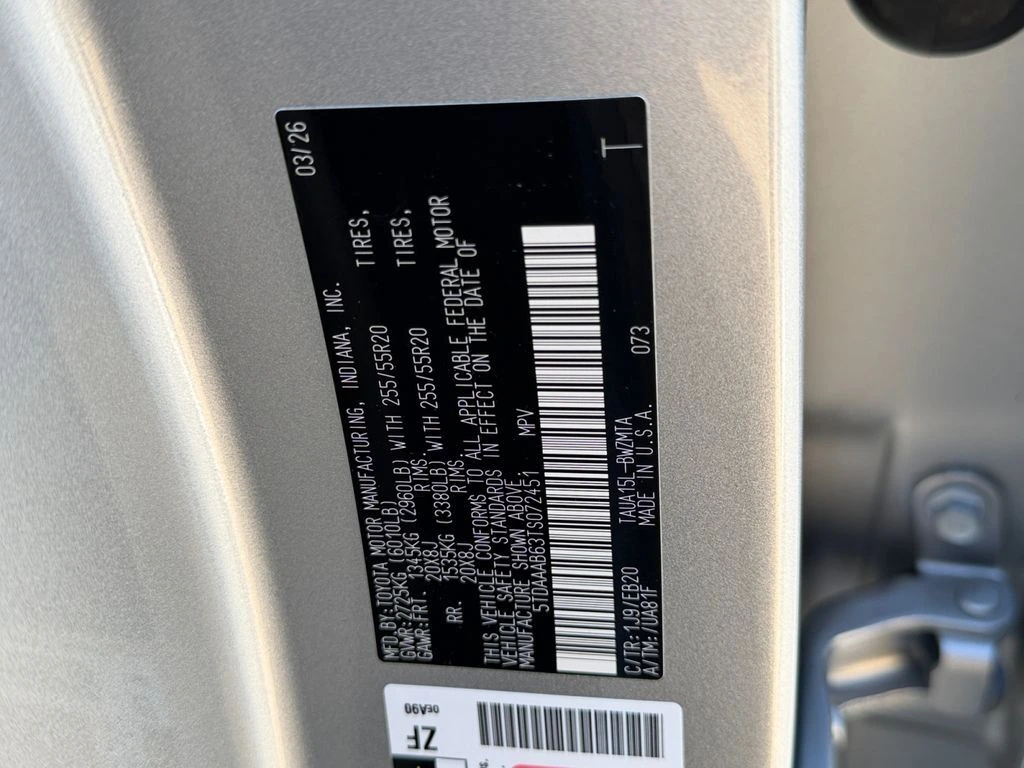 MFD.BY:TOYOTA MOTOR MANUFACTURING, INDIANA, INC. 03/26
GVWR:2725KG (6010LB)
GAWR:FRT. 1345KG (2960LB) WITH 255/55R20 TIRES,
20X8J RIMS
RR. 1535KG (3380LB) WITH 255/55R20 TIRES,
20X8J RIMS
THIS VEHICLE CONFORMS TO ALL APPLICABLE FEDERAL MOTOR
VEHICLE SAFETY STANDARDS IN EFFECT ON THE DATE OF
MANUFACTURE SHOWN ABOVE.
5TDAAAB63TS072451 MPV
C/TR:1J9/EB20 TAUA15L-BWZMTA 073 T
A/TM: /UA81F MADE IN U.S.A.
ZF 0EA90